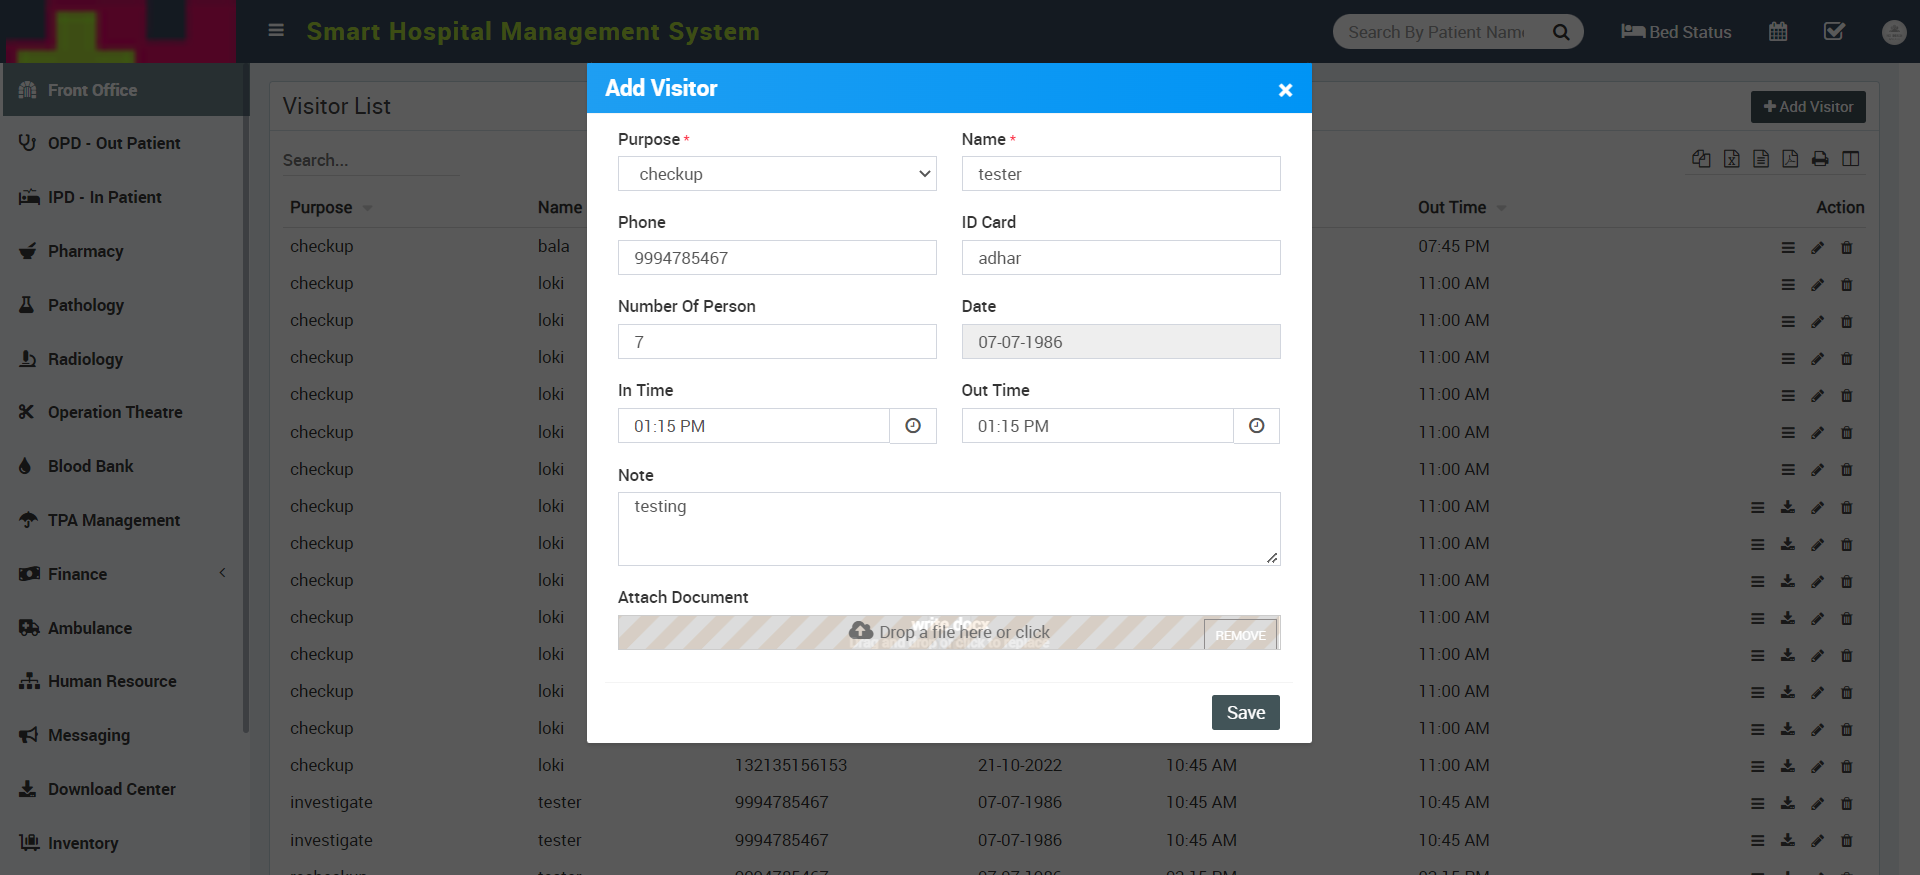 Smart Hospital Management System
Search By Patient Name
Bed Status
Front Office
OPD - Out Patient
IPD - In Patient
Pharmacy
Pathology
Radiology
Operation Theatre
Blood Bank
TPA Management
Finance
Ambulance
Human Resource
Messaging
Download Center
Inventory
Visitor List
+ Add Visitor
Search...
Purpose Name Out Time Action
checkup bala 07:45 PM
checkup loki 11:00 AM
checkup loki 11:00 AM
checkup loki 11:00 AM
checkup loki 11:00 AM
checkup loki 11:00 AM
checkup loki 11:00 AM
checkup loki 11:00 AM
checkup loki 11:00 AM
checkup loki 11:00 AM
checkup loki 11:00 AM
checkup loki 11:00 AM
checkup loki 11:00 AM
checkup loki 11:00 AM
checkup loki 132135156153 21-10-2022 10:45 AM 11:00 AM
investigate tester 9994785467 07-07-1986 10:45 AM 10:45 AM
investigate tester 9994785467 07-07-1986 10:45 AM 10:45 AM
Add Visitor
×
Purpose *
checkup
Name *
tester
Phone
9994785467
ID Card
adhar
Number Of Person
7
Date
07-07-1986
In Time
01:15 PM
Out Time
01:15 PM
Note
testing
Attach Document
write.docx
Drop a file here or click
Drag and drop or click to replace
REMOVE
Save